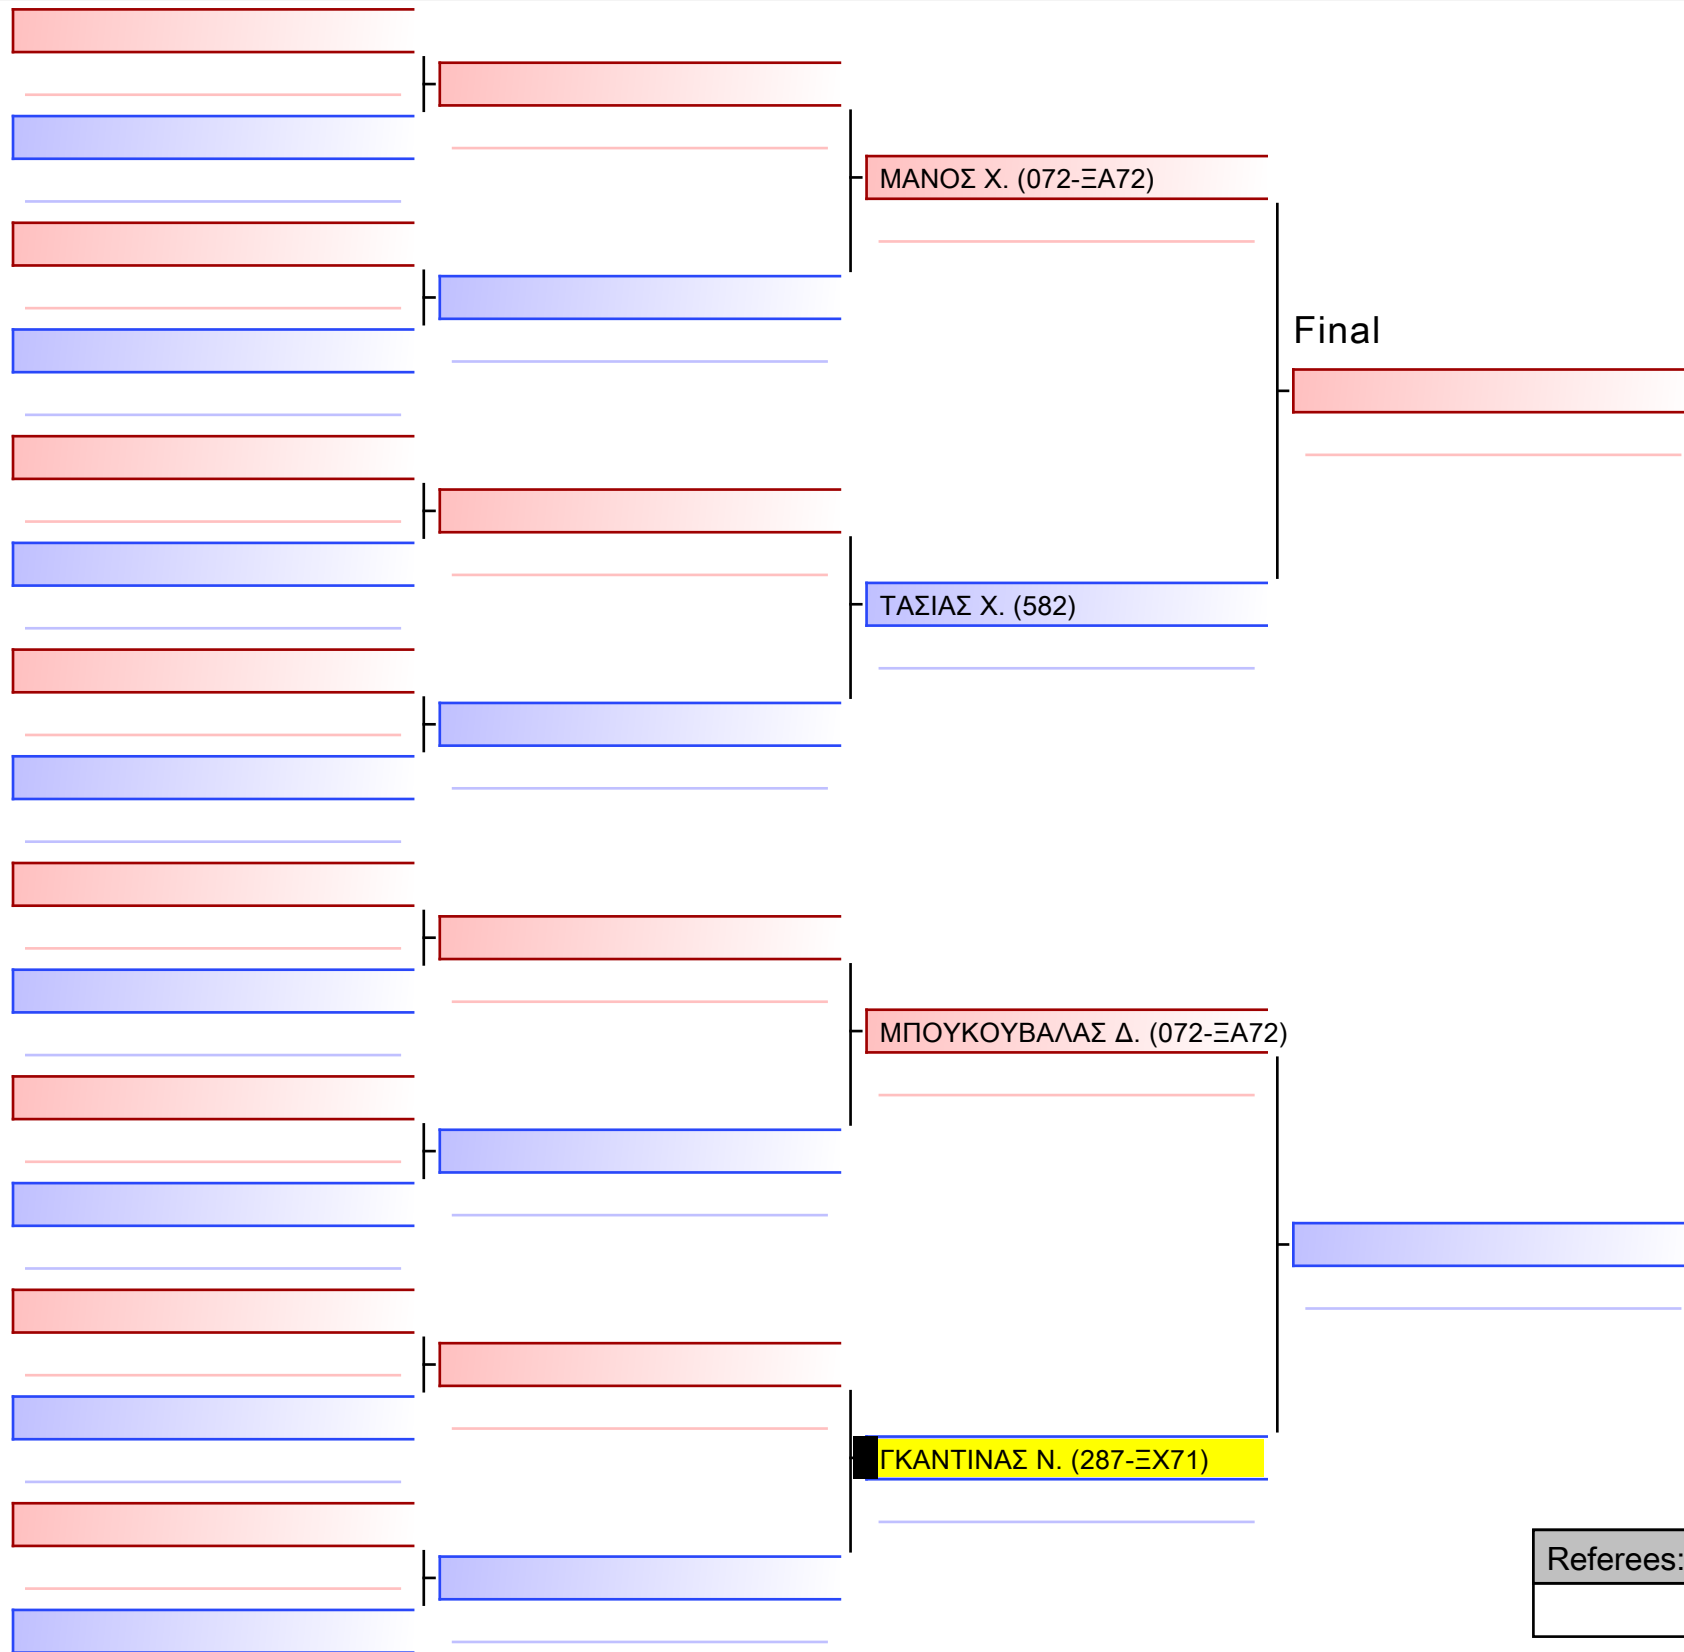 ΜΑΝΟΣ Χ. (072-ΞΑ72)
Final
ΤΑΣΙΑΣ Χ. (582)
ΜΠΟΥΚΟΥΒΑΛΑΣ Δ. (072-ΞΑ72)
ΓΚΑΝΤΙΝΑΣ Ν. (287-ΞΧ71)
Referees: